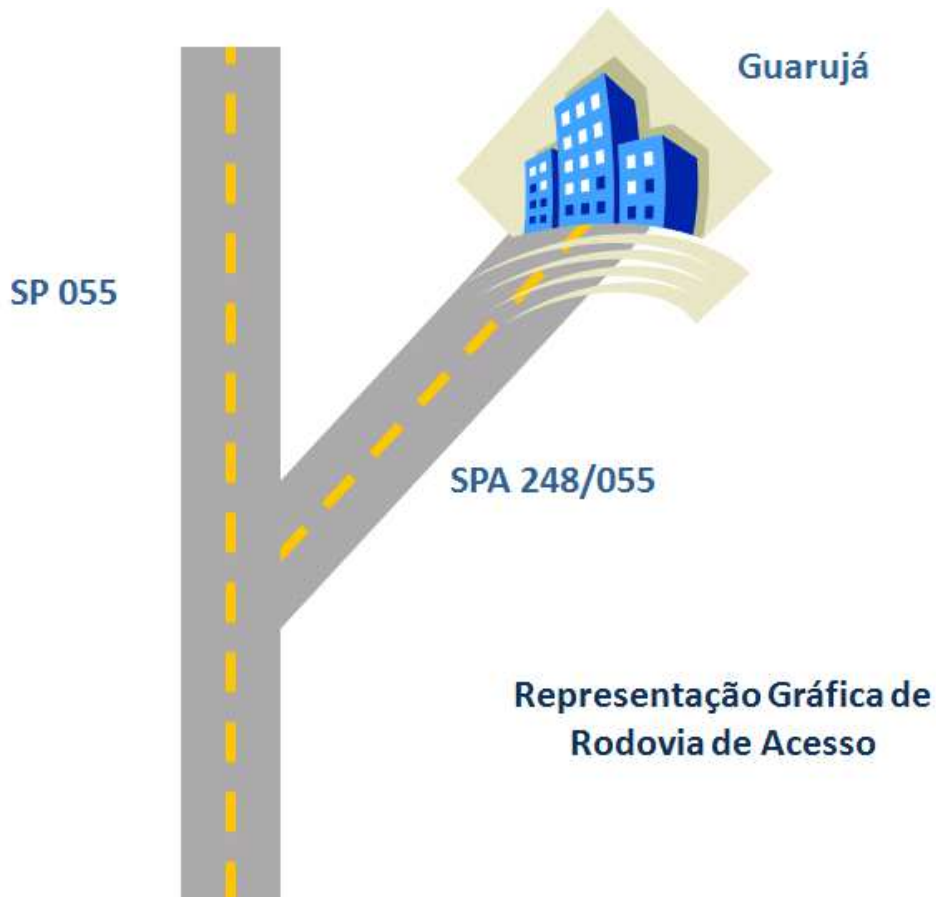 Guarujá
SP 055
SPA 248/055
Representação Gráfica de
Rodovia de Acesso